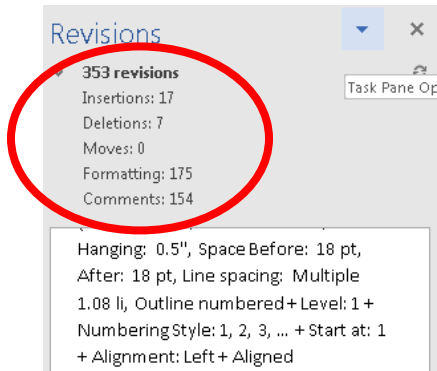 Revisions
353 revisions
Task Pane Op
Insertions: 17
Deletions: 7
Moves: 0
Formatting: 175
Comments: 154
Hanging: 0.5", Space Before: 18 pt,
After: 18 pt, Line spacing: Multiple
1.08 li, Outline numbered + Level: 1 +
Numbering Style: 1, 2, 3, ... + Start at: 1
+ Alignment: Left + Aligned